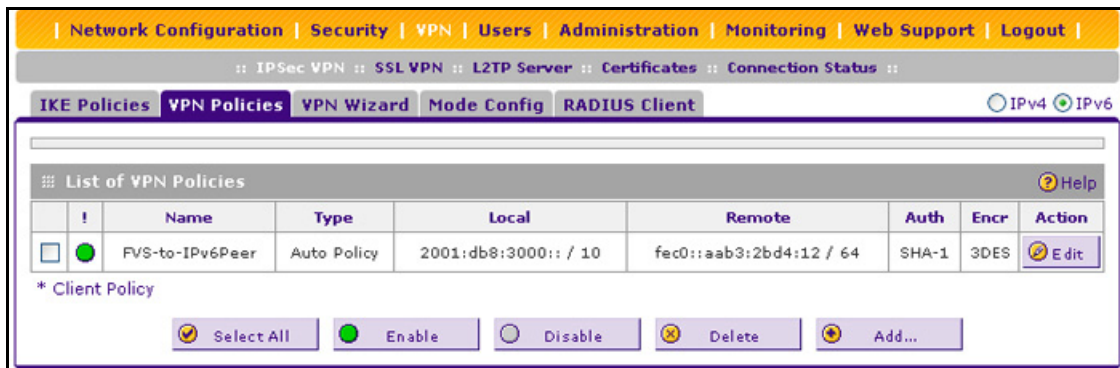 | Network Configuration | Security | VPN | Users | Administration | Monitoring | Web Support | Logout |
:: IPSec VPN :: SSL VPN :: L2TP Server :: Certificates :: Connection Status ::
IKE Policies VPN Policies VPN Wizard Mode Config RADIUS Client IPv4 IPv6
List of VPN Policies ? Help
! Name Type Local Remote Auth Encr Action
FVS-to-IPv6Peer Auto Policy 2001:db8:3000:: / 10 fec0::aab3:2bd4:12 / 64 SHA-1 3DES Edit
* Client Policy
Select All Enable Disable Delete Add...